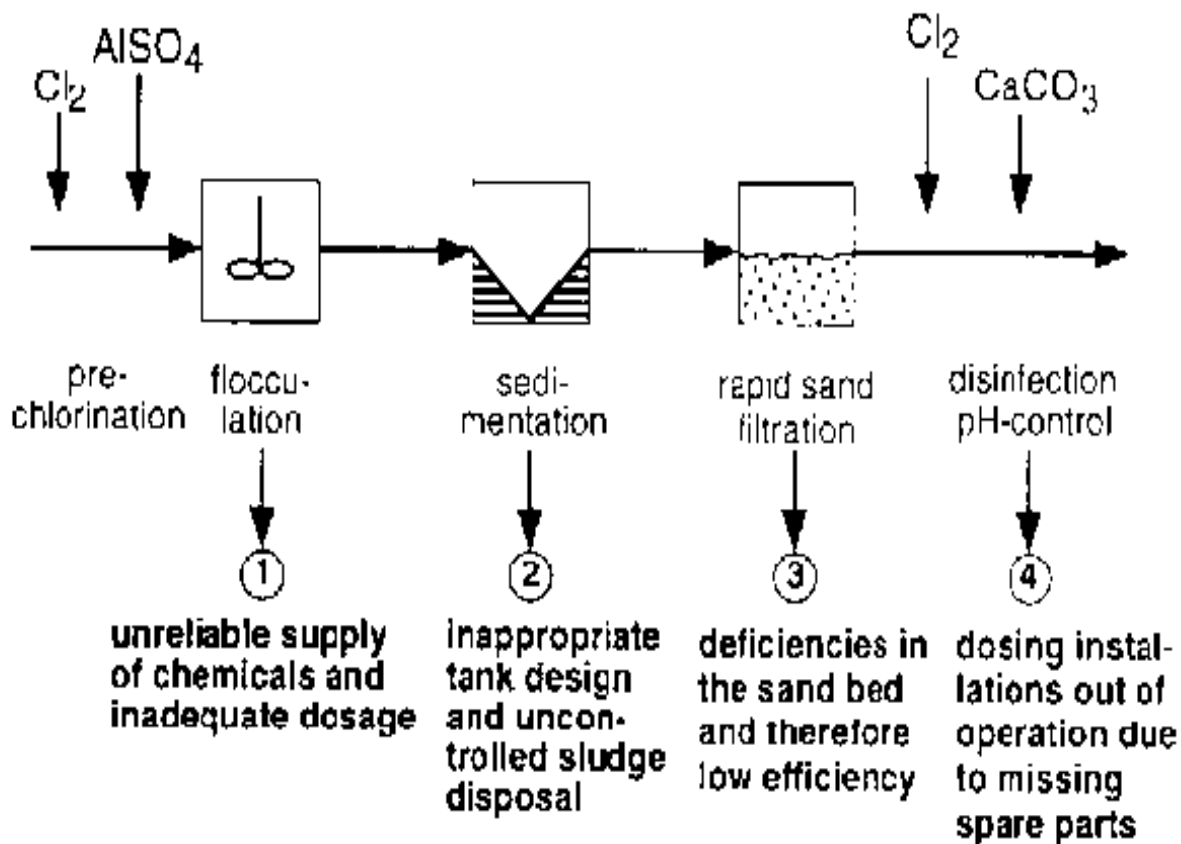 AlSO4
Cl2
Cl2
CaCO3
pre-
chlorination
floccu-
lation
sedi-
mentation
rapid sand
filtration
disinfection
pH-control
1
unreliable supply
of chemicals and
inadequate dosage
2
inappropriate
tank design
and uncon-
trolled sludge
disposal
3
deficiencies in
the sand bed
and therefore
low efficiency
4
dosing instal-
lations out of
operation due
to missing
spare parts